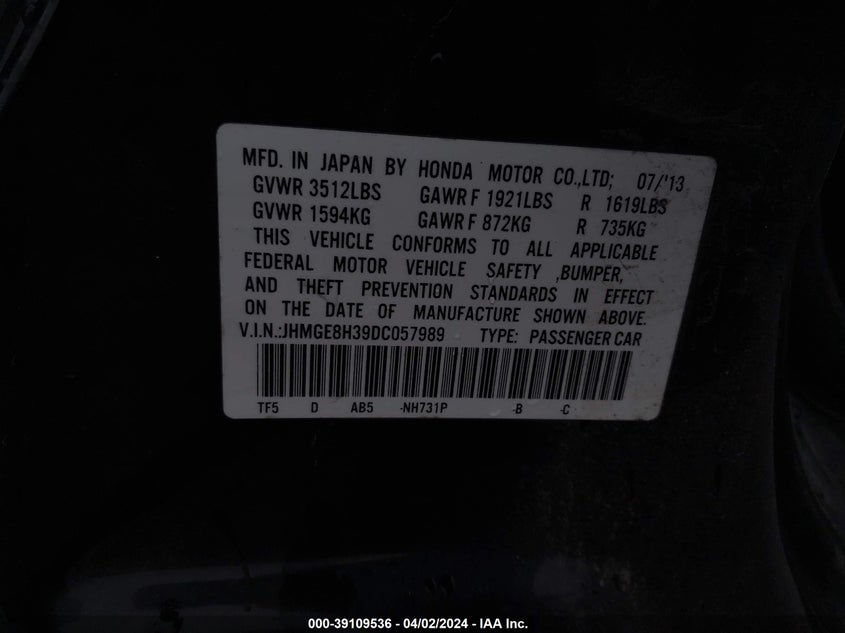 MFD. IN JAPAN BY HONDA MOTOR CO.,LTD; 07/'13
GVWR 3512LBS GAWR F 1921LBS R 1619LBS
GVWR 1594KG GAWR F 872KG R 735KG
THIS VEHICLE CONFORMS TO ALL APPLICABLE
FEDERAL MOTOR VEHICLE SAFETY ,BUMPER,
AND THEFT PREVENTION STANDARDS IN EFFECT
ON THE DATE OF MANUFACTURE SHOWN ABOVE.
V.I.N.:JHMGE8H39DC057989 TYPE: PASSENGER CAR
TF5 D AB5 -NH731P -B -C
000-39109536 - 04/02/2024 - IAA Inc.